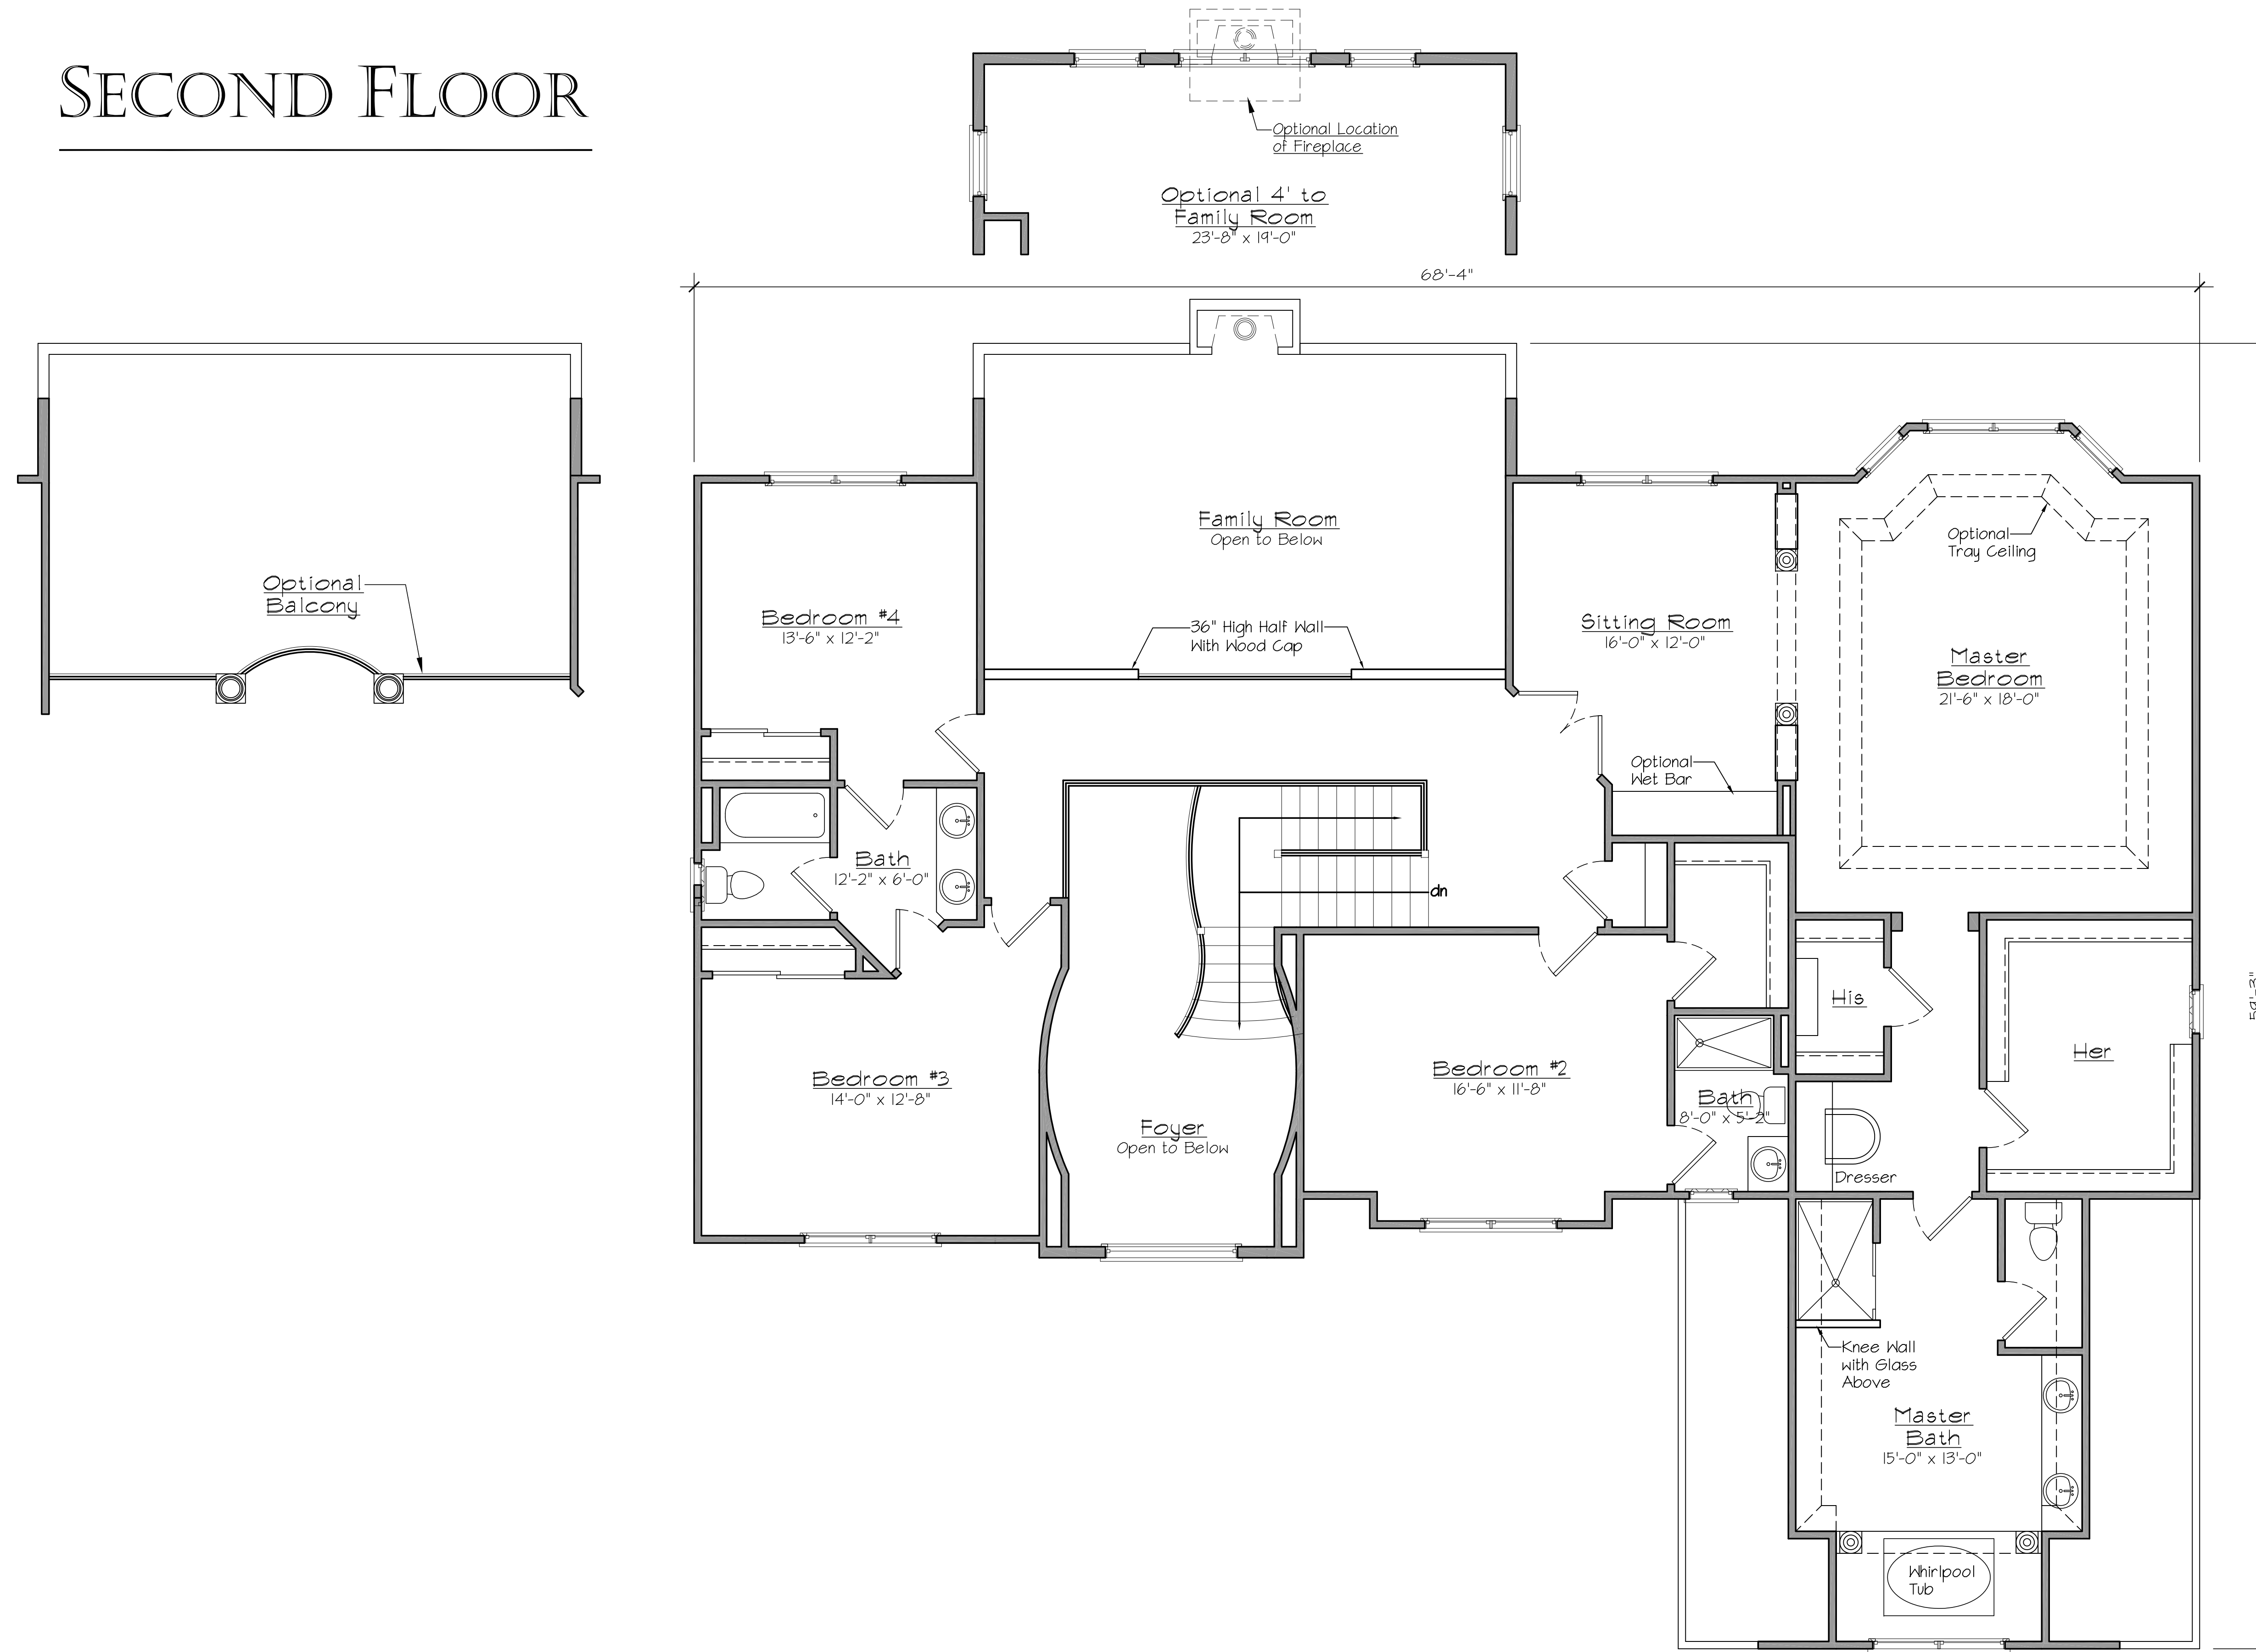 SECOND FLOOR
Optional Location
of Fireplace
Optional 4' to
Family Room
23'-8" x 19'-0"
68'-4"
Optional
Balcony
Family Room
Open to Below
36" High Half Wall
With Wood Cap
Bedroom #4
13'-6" x 12'-2"
Sitting Room
16'-0" x 12'-0"
Optional
Tray Ceiling
Master
Bedroom
21'-6" x 18'-0"
Optional
Wet Bar
Bath
12'-2" x 6'-0"
dn
His
Her
59'-3"
Bedroom #3
14'-0" x 12'-8"
Foyer
Open to Below
Bedroom #2
16'-6" x 11'-8"
Bath
8'-0" x 5'-2"
Dresser
Knee Wall
with Glass
Above
Master
Bath
15'-0" x 13'-0"
Whirlpool
Tub